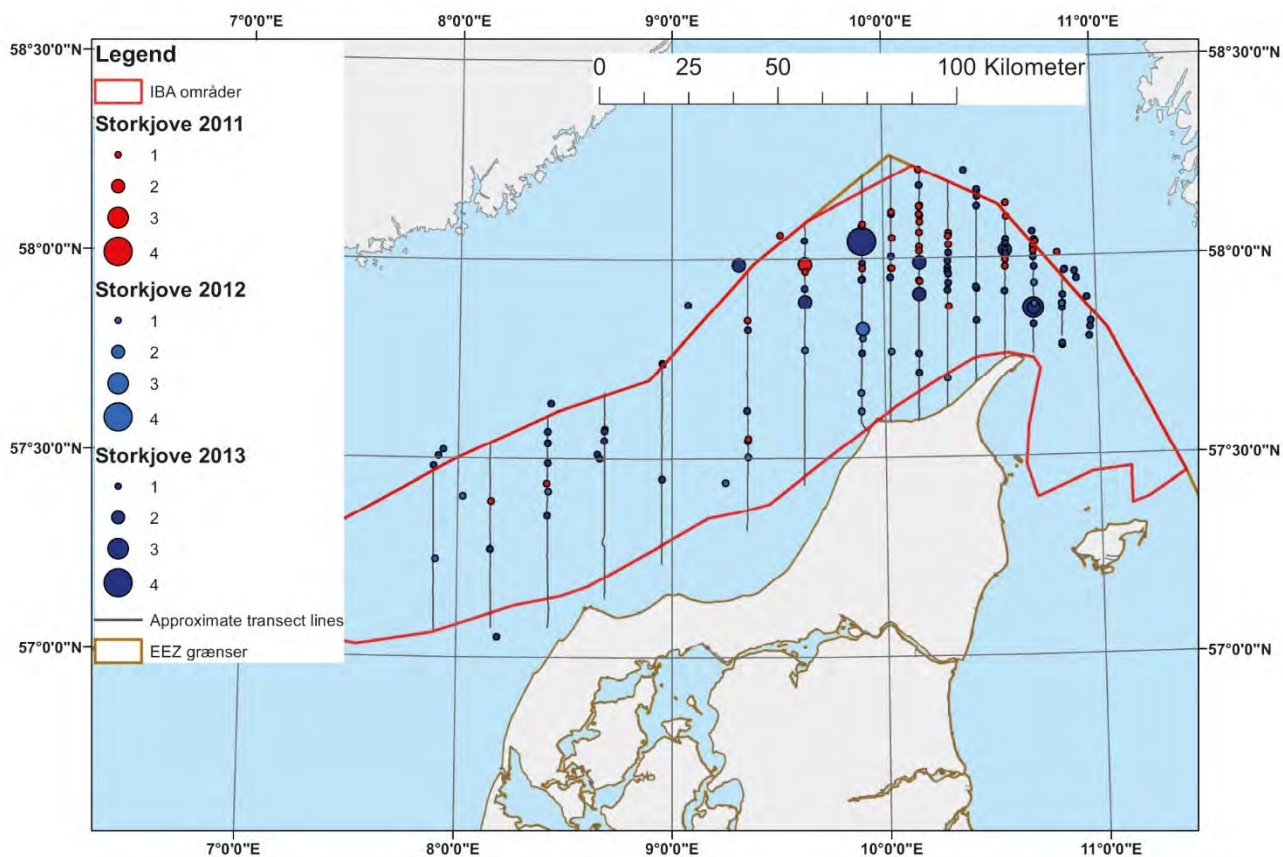 7°0'0"E 8°0'0"E 9°0'0"E 10°0'0"E 11°0'0"E
58°30'0"N
58°30'0"N
Legend
IBA områder
Storkjove 2011
1
2
3
4
Storkjove 2012
1
2
3
4
Storkjove 2013
1
2
3
4
Approximate transect lines
EEZ grænser
0 25 50 100 Kilometer
58°0'0"N
58°0'0"N
57°30'0"N
57°30'0"N
57°0'0"N
57°0'0"N
7°0'0"E 8°0'0"E 9°0'0"E 10°0'0"E 11°0'0"E